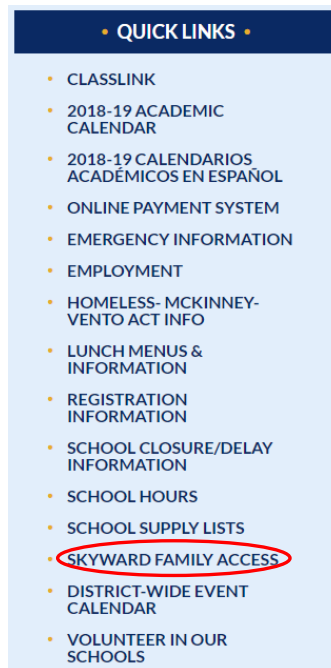 • QUICK LINKS •
• CLASSLINK
• 2018-19 ACADEMIC
CALENDAR
• 2018-19 CALENDARIOS
ACADÉMICOS EN ESPAÑOL
• ONLINE PAYMENT SYSTEM
• EMERGENCY INFORMATION
• EMPLOYMENT
• HOMELESS- MCKINNEY-
VENTO ACT INFO
• LUNCH MENUS &
INFORMATION
• REGISTRATION
INFORMATION
• SCHOOL CLOSURE/DELAY
INFORMATION
• SCHOOL HOURS
• SCHOOL SUPPLY LISTS
• SKYWARD FAMILY ACCESS
• DISTRICT-WIDE EVENT
CALENDAR
• VOLUNTEER IN OUR
SCHOOLS